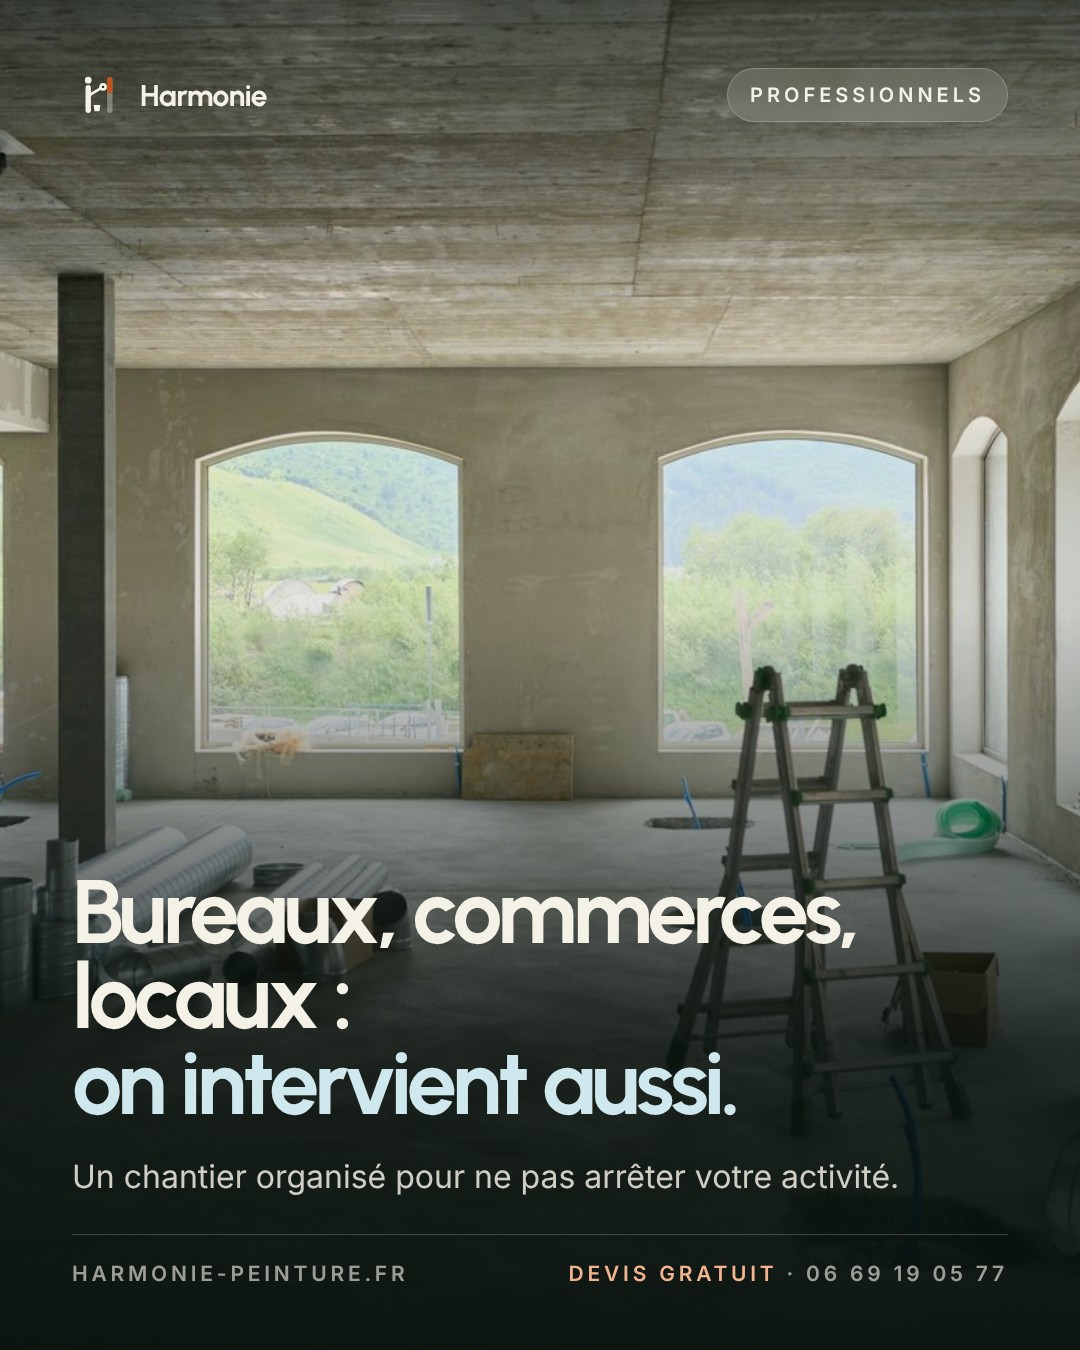 Harmonie
PROFESSIONNELS
Bureaux, commerces,
locaux :
on intervient aussi.
Un chantier organisé pour ne pas arrêter votre activité.
HARMONIE-PEINTURE.FR
DEVIS GRATUIT · 06 69 19 05 77